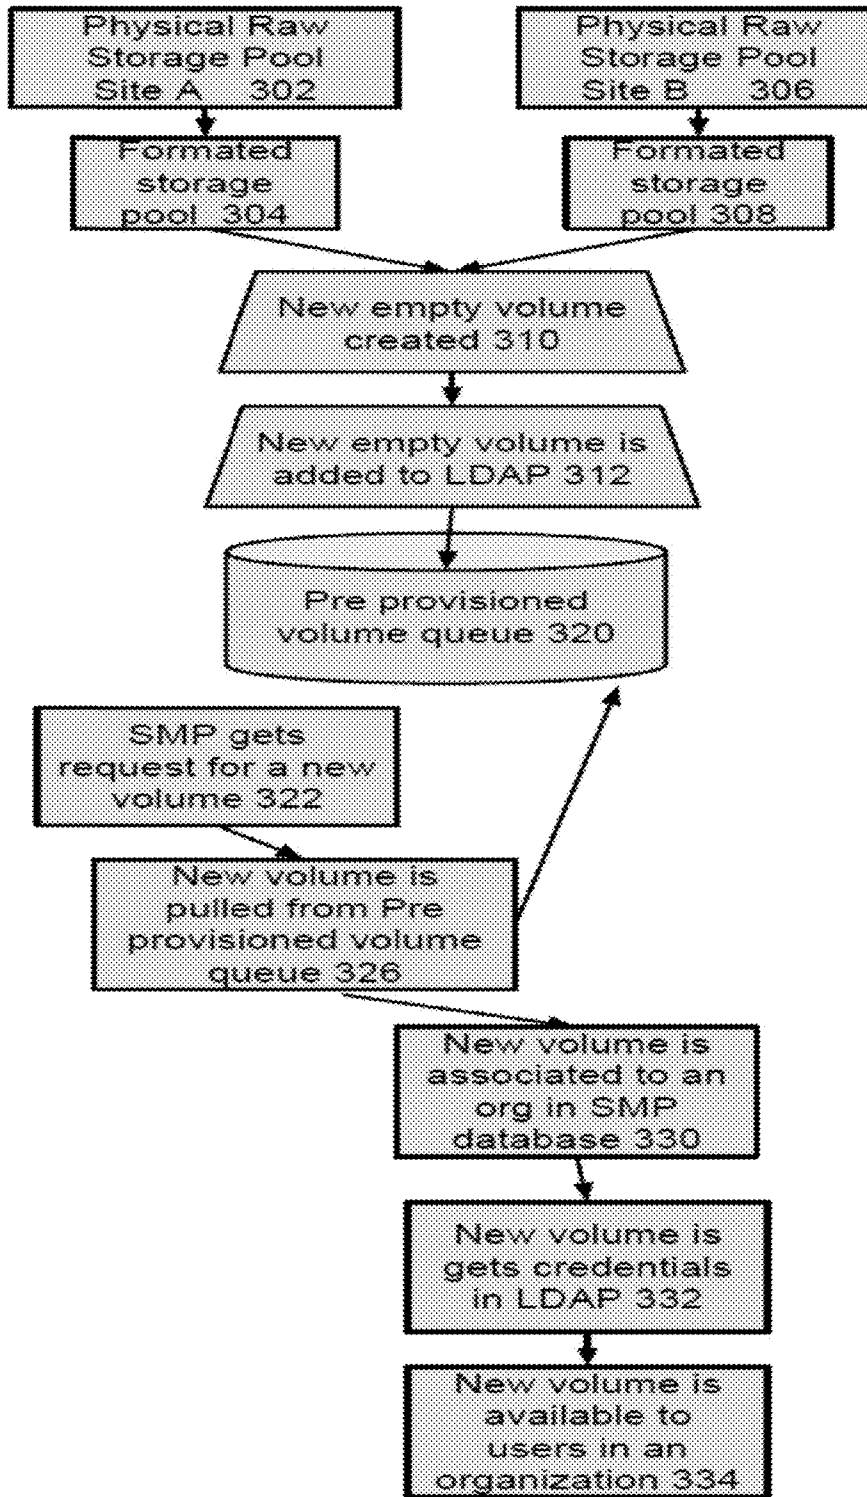 Physical Raw
Storage Pool
Site A 302
Physical Raw
Storage Pool
Site B 306
Formated
storage
pool 304
Formated
storage
pool 308
New empty volume
created 310
New empty volume is
added to LDAP 312
Pre provisioned
volume queue 320
SMP gets
request for a new
volume 322
New volume is
pulled from Pre
provisioned volume
queue 326
New volume is
associated to an
org in SMP
database 330
New volume is
gets credentials
in LDAP 332
New volume is
available to
users in an
organization 334